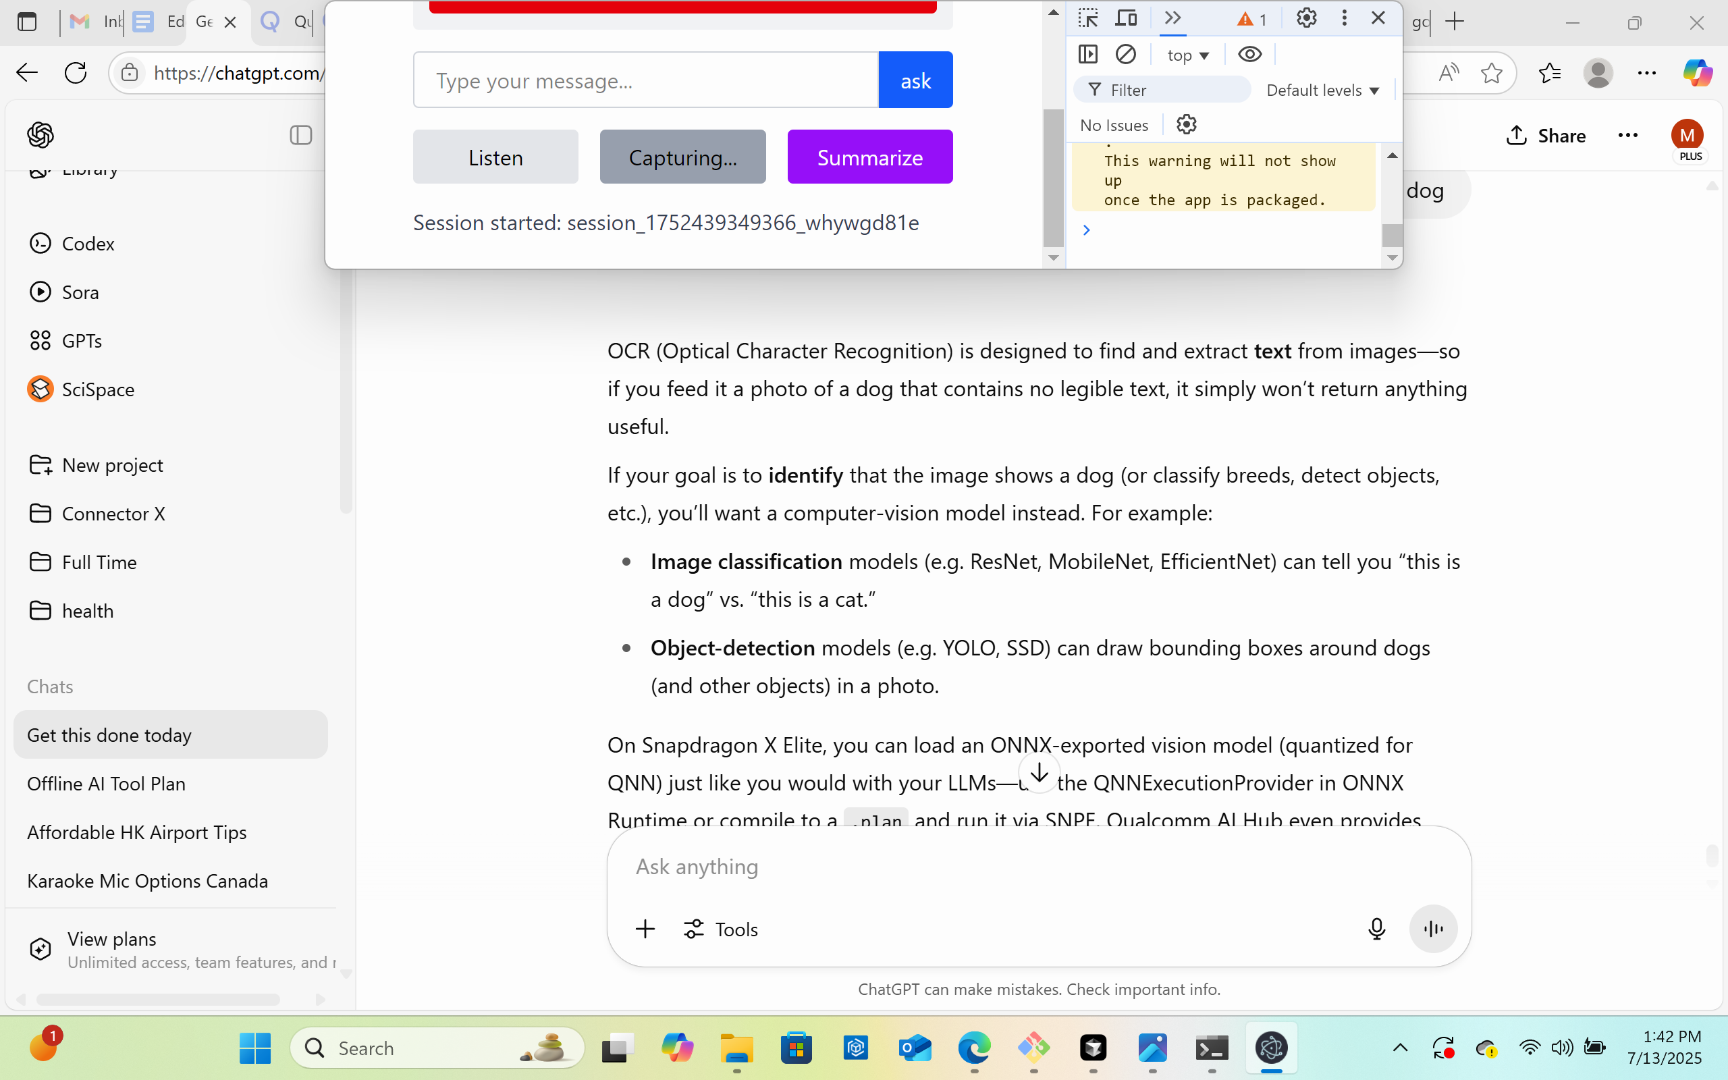 Inb
Ed
Ge
Qu
https://chatgpt.com/
Type your message...
ask
Listen
Capturing...
Summarize
Session started: session_1752439349366_whywgd81e
1
top
Filter
Default levels
No Issues
This warning will not show
up
once the app is packaged.
Share
M
PLUS
dog
Library
Codex
Sora
GPTs
SciSpace
New project
Connector X
Full Time
health
Chats
Get this done today
Offline AI Tool Plan
Affordable HK Airport Tips
Karaoke Mic Options Canada
View plans
Unlimited access, team features, and
OCR (Optical Character Recognition) is designed to find and extract text from images—so
if you feed it a photo of a dog that contains no legible text, it simply won’t return anything
useful.
If your goal is to identify that the image shows a dog (or classify breeds, detect objects,
etc.), you’ll want a computer-vision model instead. For example:
• Image classification models (e.g. ResNet, MobileNet, EfficientNet) can tell you “this is
a dog” vs. “this is a cat.”
• Object-detection models (e.g. YOLO, SSD) can draw bounding boxes around dogs
(and other objects) in a photo.
On Snapdragon X Elite, you can load an ONNX-exported vision model (quantized for
QNN) just like you would with your LLMs—u the QNNExecutionProvider in ONNX
Runtime or compile to a .plan and run it via SNPE. Qualcomm AI Hub even provides
Ask anything
Tools
ChatGPT can make mistakes. Check important info.
1
Search
1:42 PM
7/13/2025